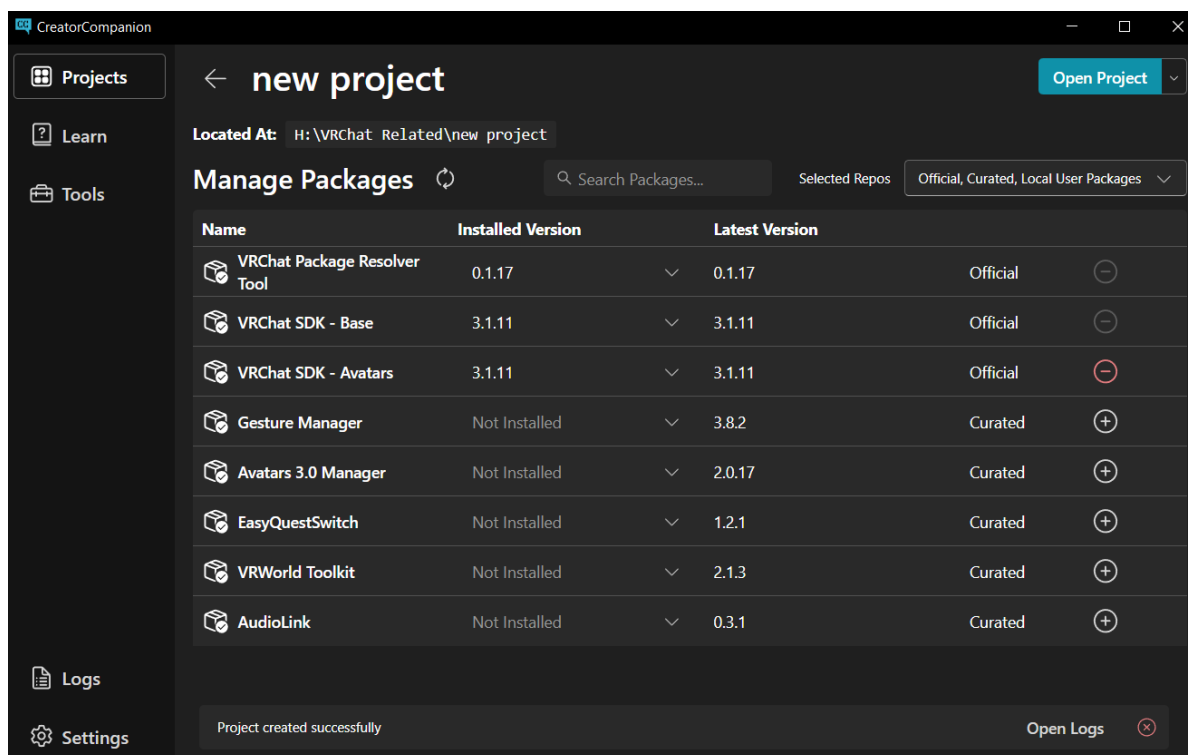 CC CreatorCompanion
Projects
Learn
Tools
Logs
Settings
new project
Open Project
Located At: H:\VRChat Related\new project
Manage Packages
Search Packages...
Selected Repos
Official, Curated, Local User Packages
Name Installed Version Latest Version
VRChat Package Resolver
Tool
0.1.17 0.1.17 Official
VRChat SDK - Base 3.1.11 3.1.11 Official
VRChat SDK - Avatars 3.1.11 3.1.11 Official
Gesture Manager Not Installed 3.8.2 Curated
Avatars 3.0 Manager Not Installed 2.0.17 Curated
EasyQuestSwitch Not Installed 1.2.1 Curated
VRWorld Toolkit Not Installed 2.1.3 Curated
AudioLink Not Installed 0.3.1 Curated
Project created successfully Open Logs